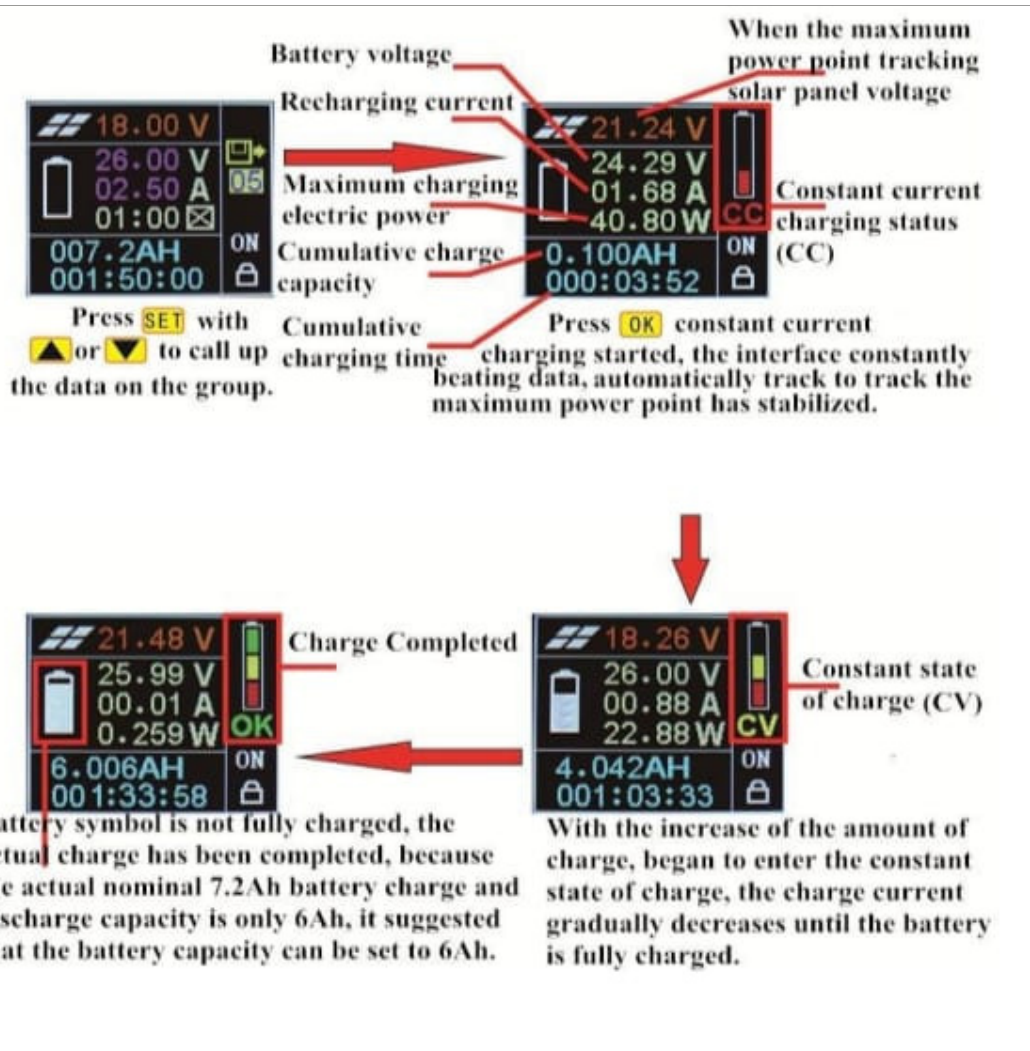 Battery voltage
Recharging current
Maximum charging
electric power
Cumulative charge
capacity
Cumulative
charging time
When the maximum
power point tracking
solar panel voltage
18.00 V
26.00 V
02.50 A
01:00
05
007.2AH
001:50:00
ON
21.24 V
24.29 V
01.68 A
40.80 W
CC
0.100AH
000:03:52
ON
Constant current
charging status
(CC)
Press SET with
or to call up
the data on the group.
Press OK constant current
charging started, the interface constantly
beating data, automatically track to track the
maximum power point has stabilized.
21.48 V
25.99 V
00.01 A
0.259 W
OK
6.006AH
001:33:58
ON
Charge Completed
18.26 V
26.00 V
00.88 A
22.88 W
CV
4.042AH
001:03:33
ON
Constant state
of charge (CV)
attery symbol is not fully charged, the
tual charge has been completed, because
e actual nominal 7.2Ah battery charge and
scharge capacity is only 6Ah, it suggested
at the battery capacity can be set to 6Ah.
With the increase of the amount of
charge, began to enter the constant
state of charge, the charge current
gradually decreases until the battery
is fully charged.